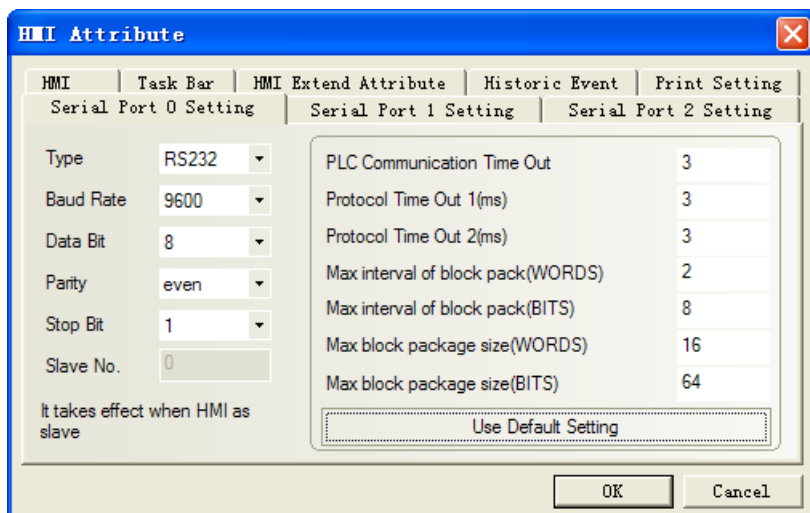 HMI Attribute
HMI Task Bar HMI Extend Attribute Historic Event Print Setting
Serial Port 0 Setting Serial Port 1 Setting Serial Port 2 Setting
Type RS232
Baud Rate 9600
Data Bit 8
Parity even
Stop Bit 1
Slave No. 0
It takes effect when HMI as
slave
PLC Communication Time Out 3
Protocol Time Out 1(ms) 3
Protocol Time Out 2(ms) 3
Max interval of block pack(WORDS) 2
Max interval of block pack(BITS) 8
Max block package size(WORDS) 16
Max block package size(BITS) 64
Use Default Setting
OK Cancel